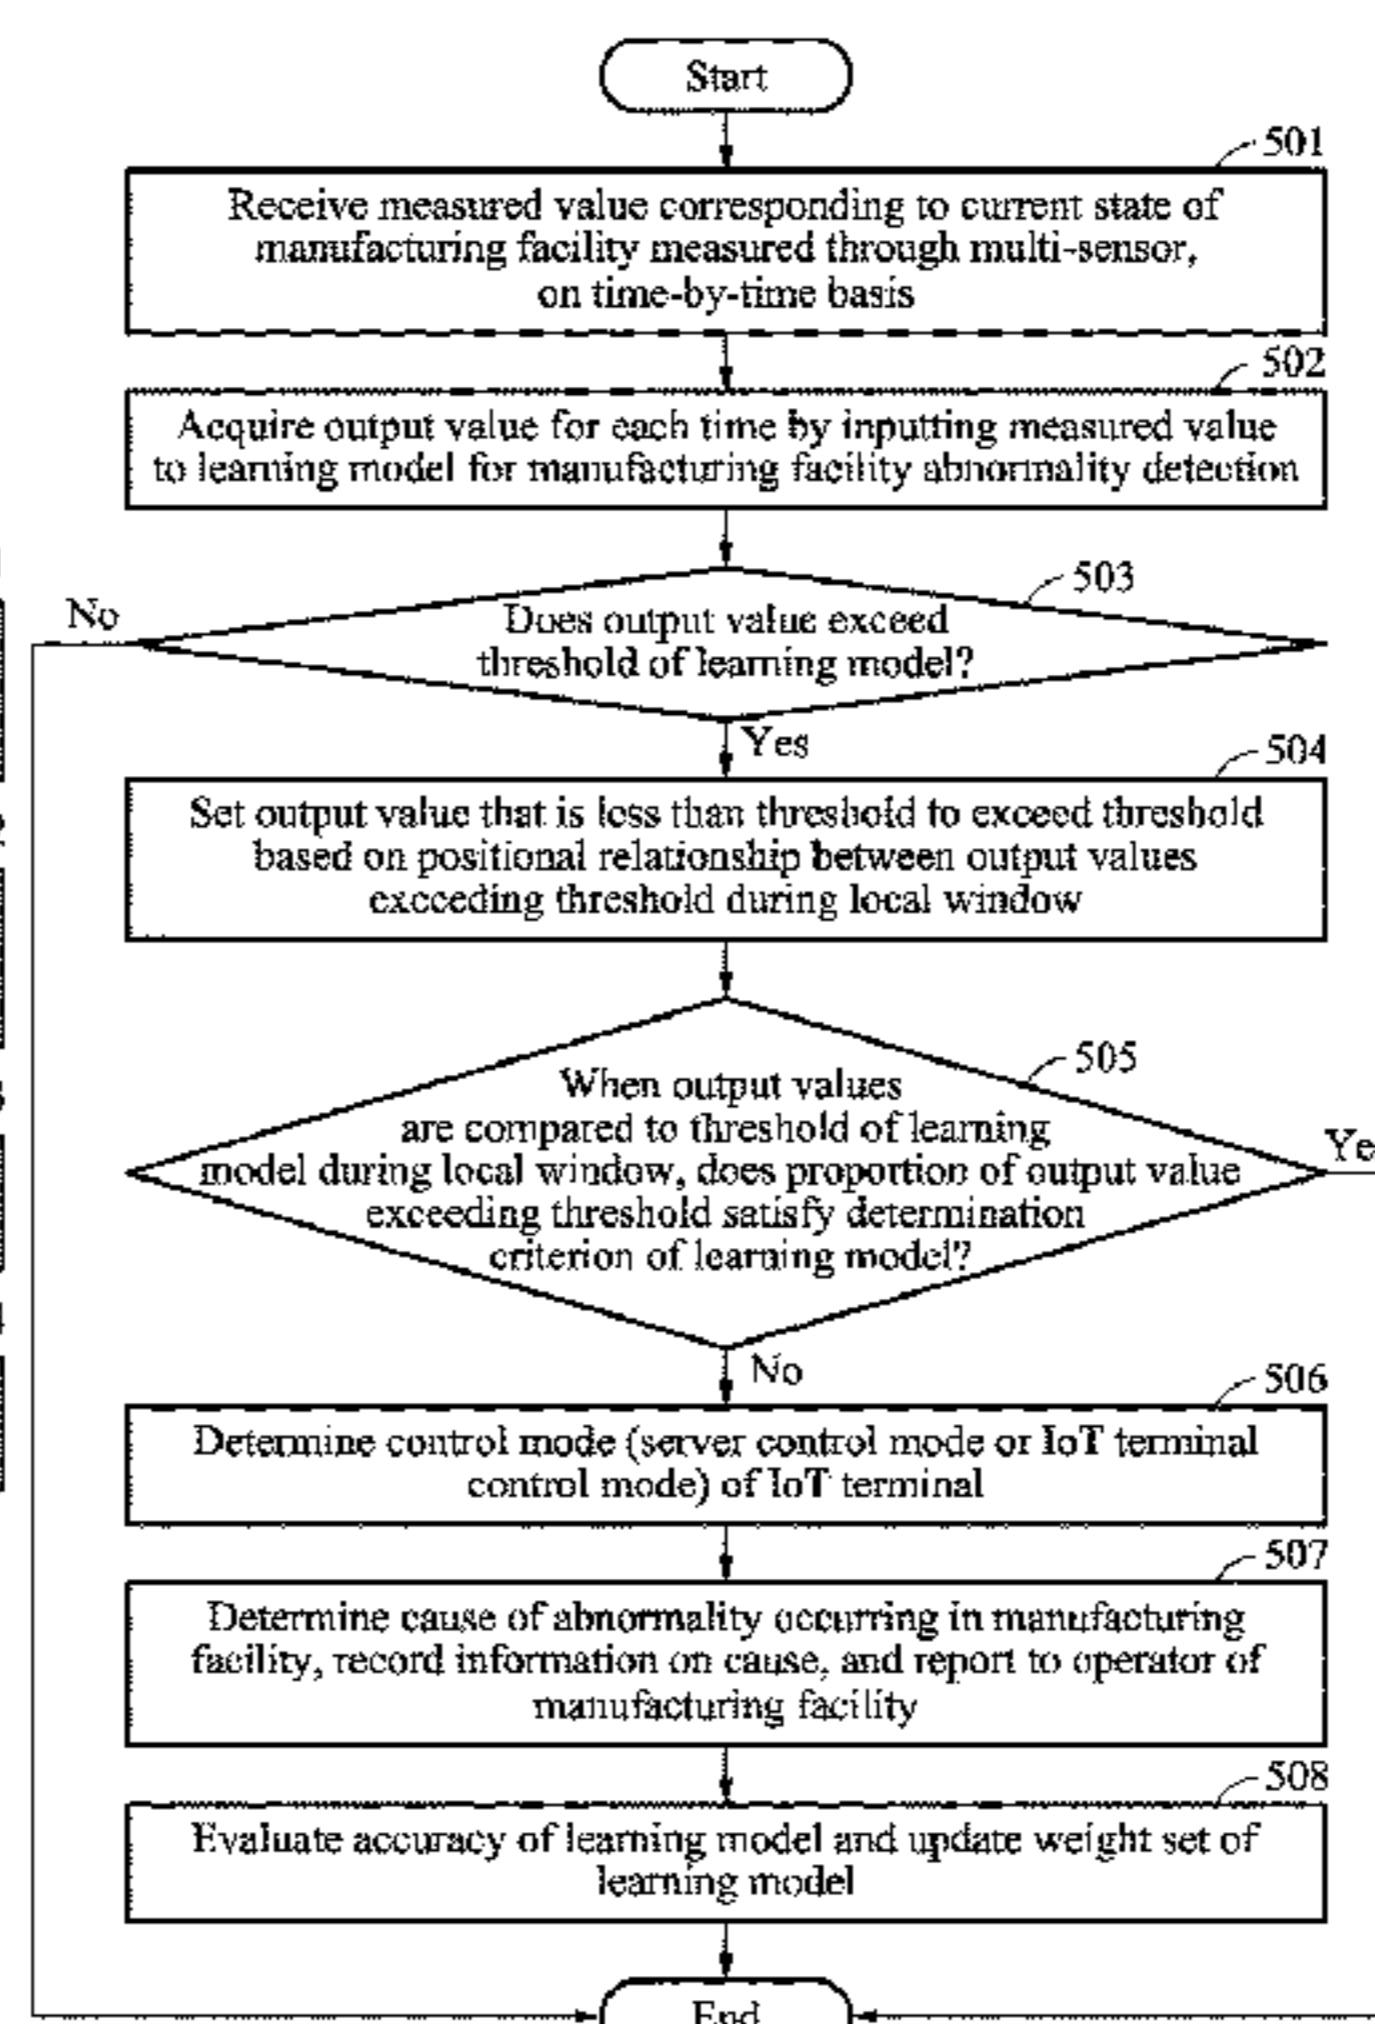 Start
501
Receive measured value corresponding to current state of
manufacturing facility measured through multi-sensor,
on time-by-time basis
502
Acquire output value for each time by inputting measured value
to learning model for manufacturing facility abnormality detection
503
No
Does output value exceed
threshold of learning model?
Yes
504
Set output value that is less than threshold to exceed threshold
based on positional relationship between output values
exceeding threshold during local window
505
When output values
are compared to threshold of learning
Ye
model during local window, does proportion of output value
exceeding threshold satisfy determination
criterion of learning model?
No
506
Determine control mode (server control mode or IoT terminal
control mode) of IoT terminal
507
Determine cause of abnormality occurring in manufacturing
facility, record information on cause, and report to operator of
manufacturing facility
508
Evaluate accuracy of learning model and update weight set of
learning model
End